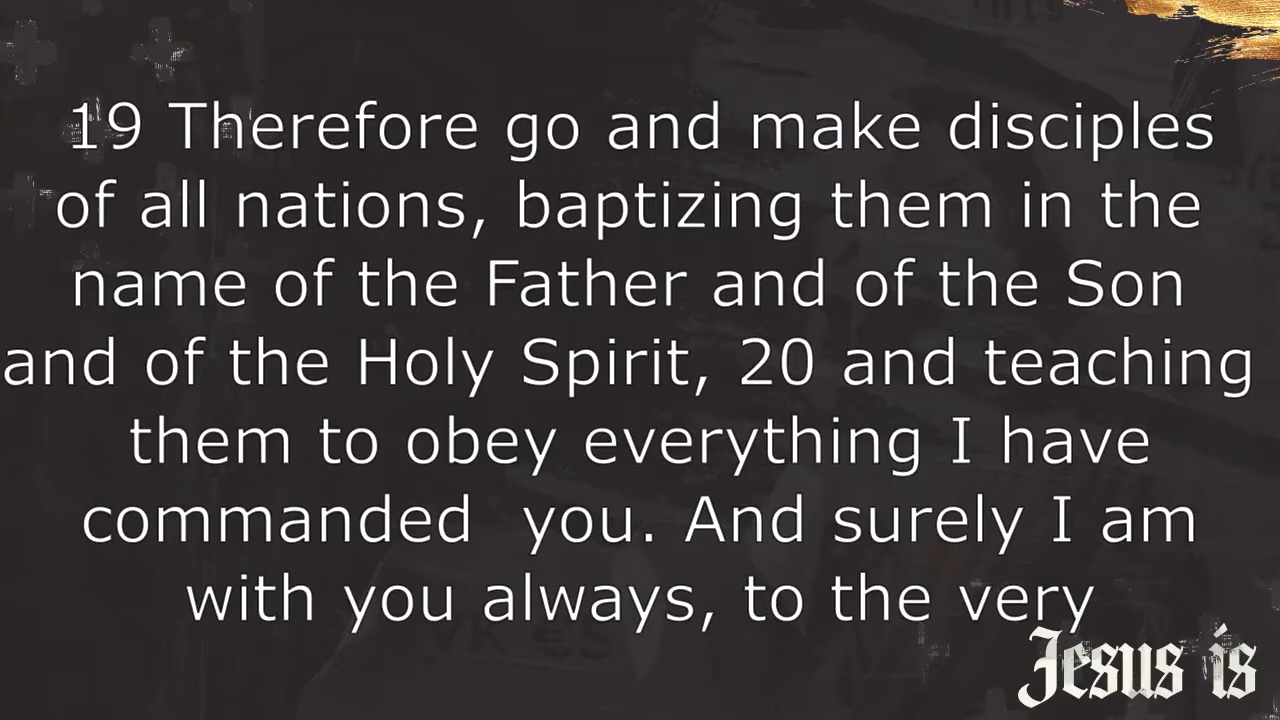 19 Therefore go and make disciples
of all nations, baptizing them in the
name of the Father and of the Son
and of the Holy Spirit, 20 and teaching
them to obey everything I have
commanded  you. And surely I am
with you always, to the very
Jesus is